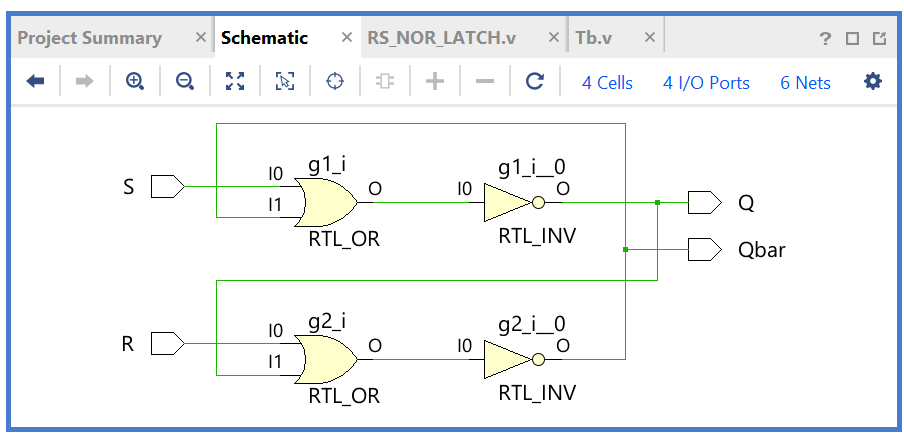 Project Summary × Schematic × RS_NOR_LATCH.v × Tb.v × ?
4 Cells 4 I/O Ports 6 Nets
g1_i g1_i__0
S I0 O I0 O
I1 Q
RTL_OR RTL_INV
Qbar
g2_i g2_i__0
R I0 O I0 O
I1
RTL_OR RTL_INV